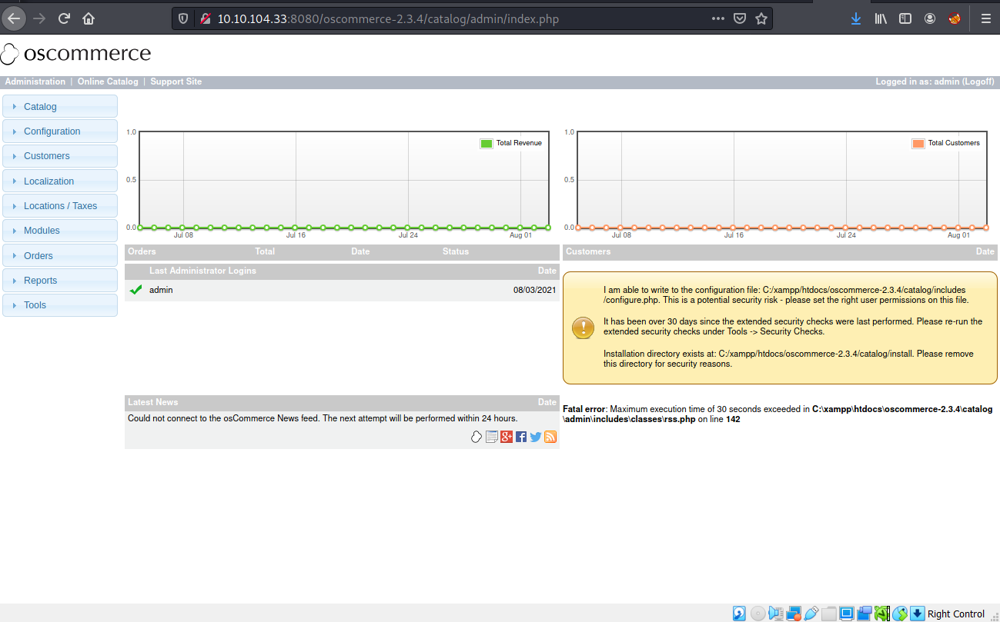 10.10.104.33:8080/oscommerce-2.3.4/catalog/admin/index.php
oscommerce
Administration | Online Catalog | Support Site
Logged in as: admin (Logoff)
Catalog
Configuration
Customers
Localization
Locations / Taxes
Modules
Orders
Reports
Tools
1.0
0.5
0.0
Total Revenue
Jul 08 Jul 16 Jul 24 Aug 01
1.0
0.5
0.0
Total Customers
Jul 08 Jul 16 Jul 24 Aug 01
Orders Total Date Status
Customers Date
Last Administrator Logins Date
admin 08/03/2021
I am able to write to the configuration file: C:/xampp/htdocs/oscommerce-2.3.4/catalog/includes
/configure.php. This is a potential security risk - please set the right user permissions on this file.
It has been over 30 days since the extended security checks were last performed. Please re-run the
extended security checks under Tools -> Security Checks.
Installation directory exists at: C:/xampp/htdocs/oscommerce-2.3.4/catalog/install. Please remove
this directory for security reasons.
Latest News Date
Could not connect to the osCommerce News feed. The next attempt will be performed within 24 hours.
Fatal error: Maximum execution time of 30 seconds exceeded in C:\xampp\htdocs\oscommerce-2.3.4\catalog
\admin\includes\classes\rss.php on line 142
Right Control